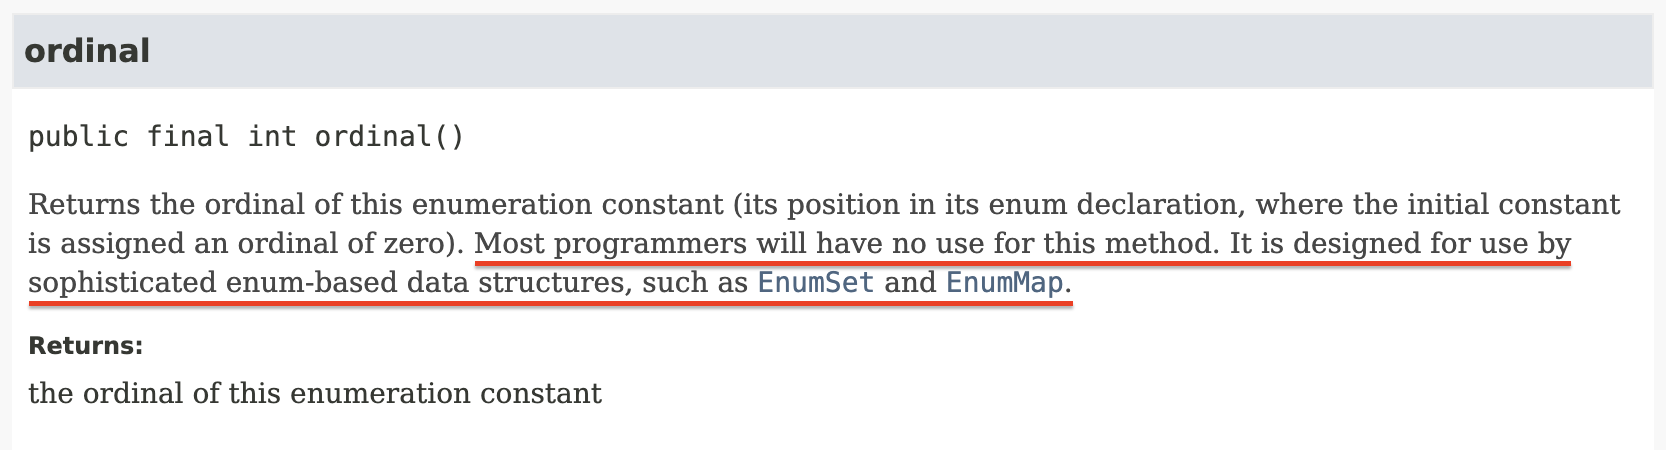 ordinal
public final int ordinal()
Returns the ordinal of this enumeration constant (its position in its enum declaration, where the initial constant
is assigned an ordinal of zero). Most programmers will have no use for this method. It is designed for use by
sophisticated enum-based data structures, such as EnumSet and EnumMap.
Returns:
the ordinal of this enumeration constant